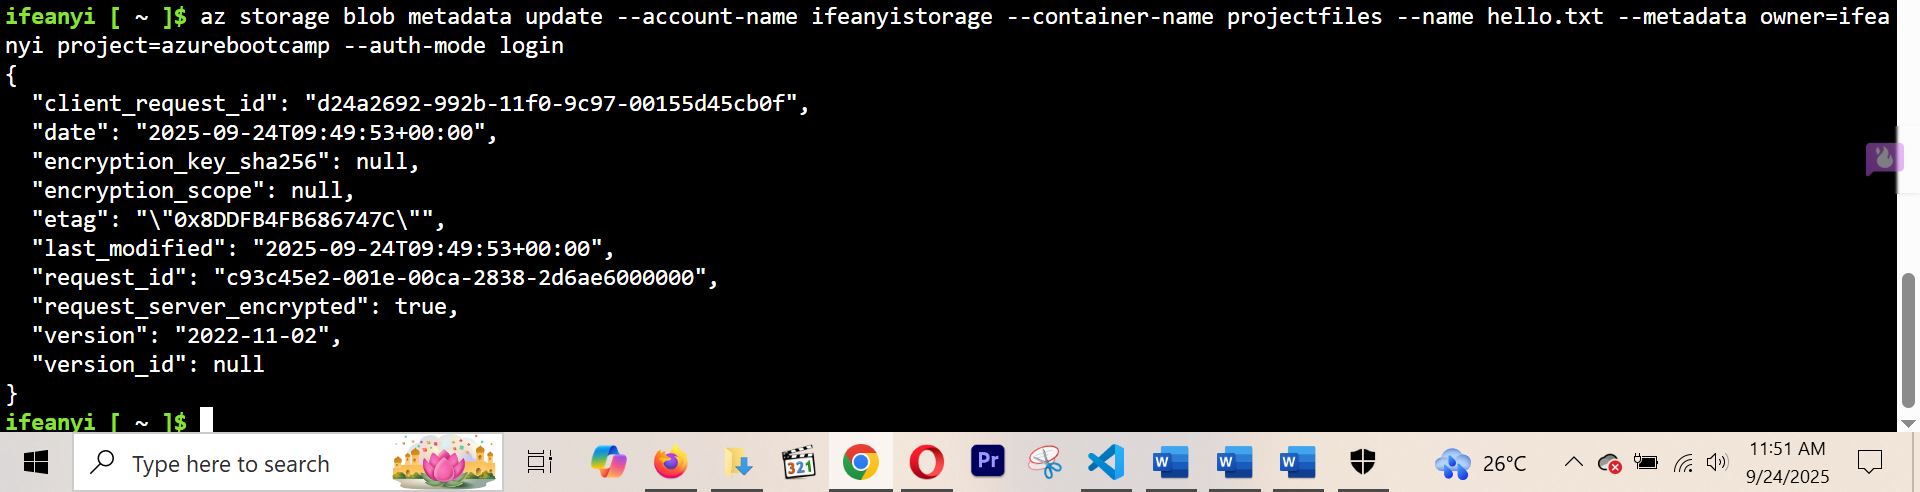 ifeanyi [ ~ ]$ az storage blob metadata update --account-name ifeanyistorage --container-name projectfiles --name hello.txt --metadata owner=ifea
nyi project=azurebootcamp --auth-mode login
{
  "client_request_id": "d24a2692-992b-11f0-9c97-00155d45cb0f",
  "date": "2025-09-24T09:49:53+00:00",
  "encryption_key_sha256": null,
  "encryption_scope": null,
  "etag": "\"0x8DDFB4FB686747C\"",
  "last_modified": "2025-09-24T09:49:53+00:00",
  "request_id": "c93c45e2-001e-00ca-2838-2d6ae6000000",
  "request_server_encrypted": true,
  "version": "2022-11-02",
  "version_id": null
}
ifeanyi [ ~ ]$
Type here to search
321
Pr
W
W
W
26°C
11:51 AM
9/24/2025